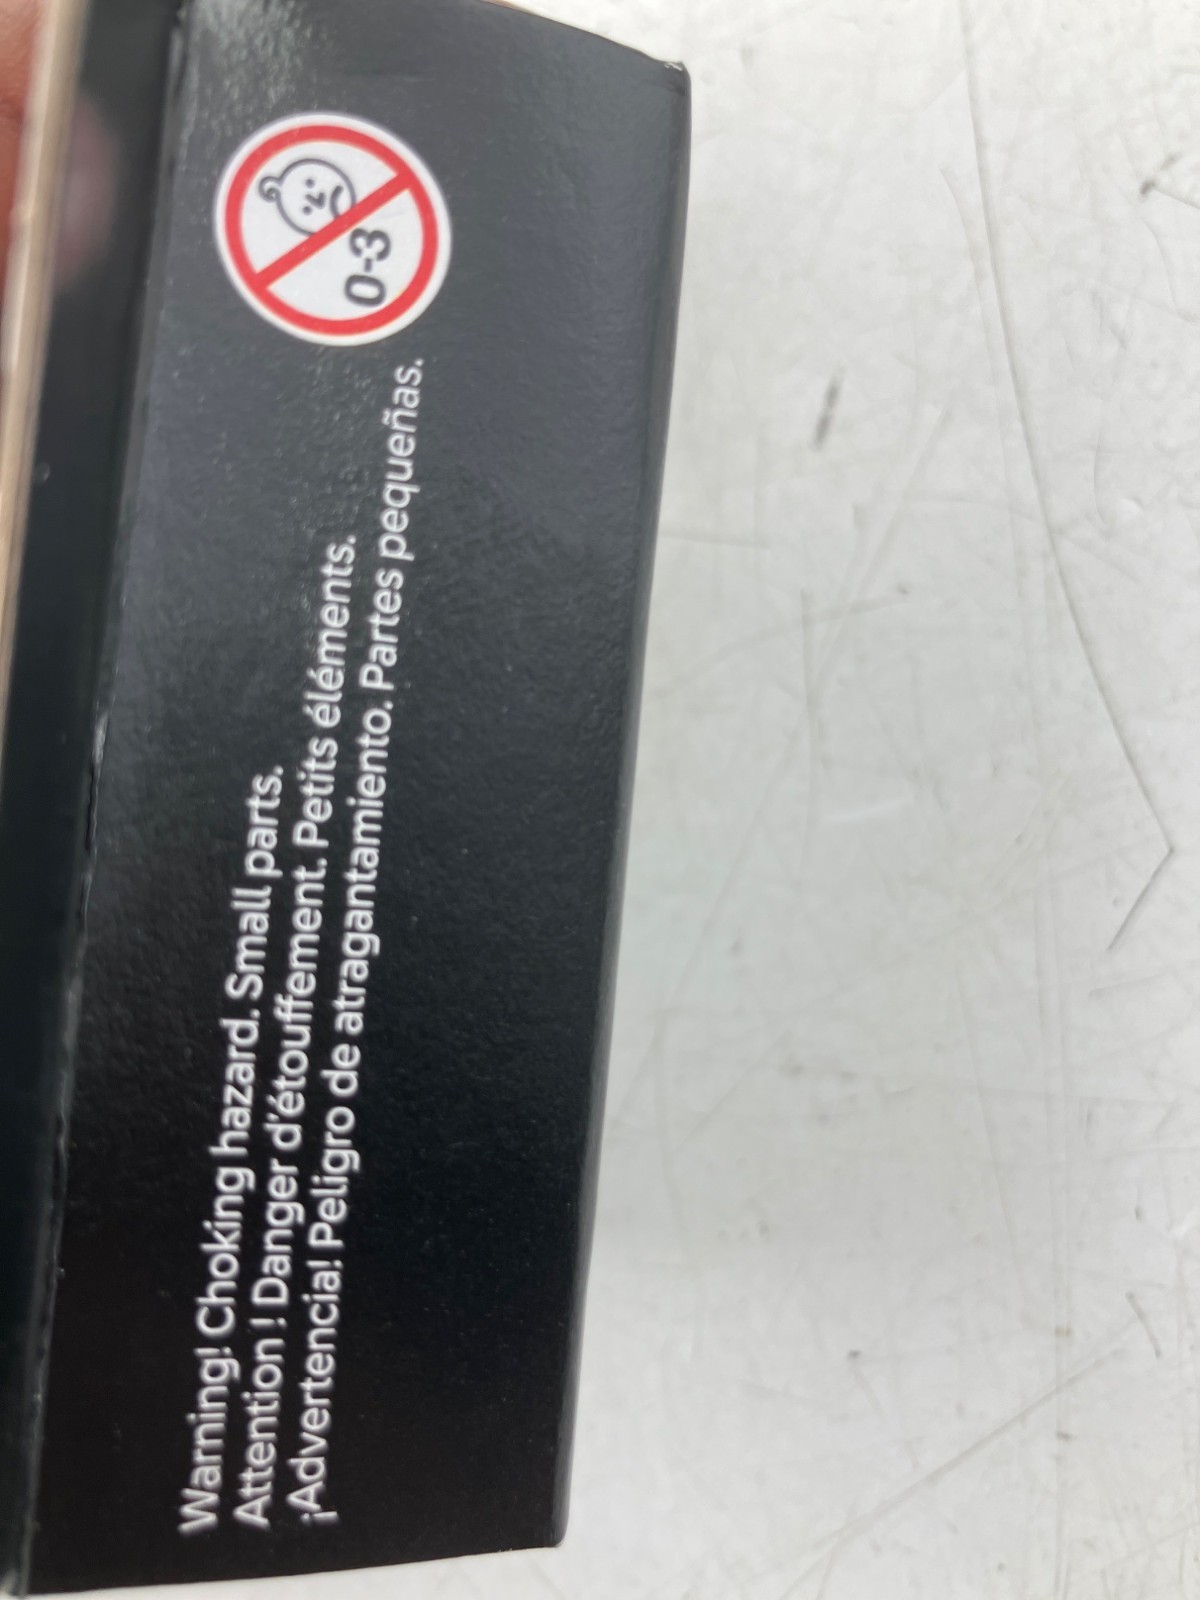 Warning! Choking hazard. Small parts.
Attention ! Danger d'étouffement. Petits éléments.
¡Advertencia! Peligro de atragantamiento. Partes pequeñas.
0-3